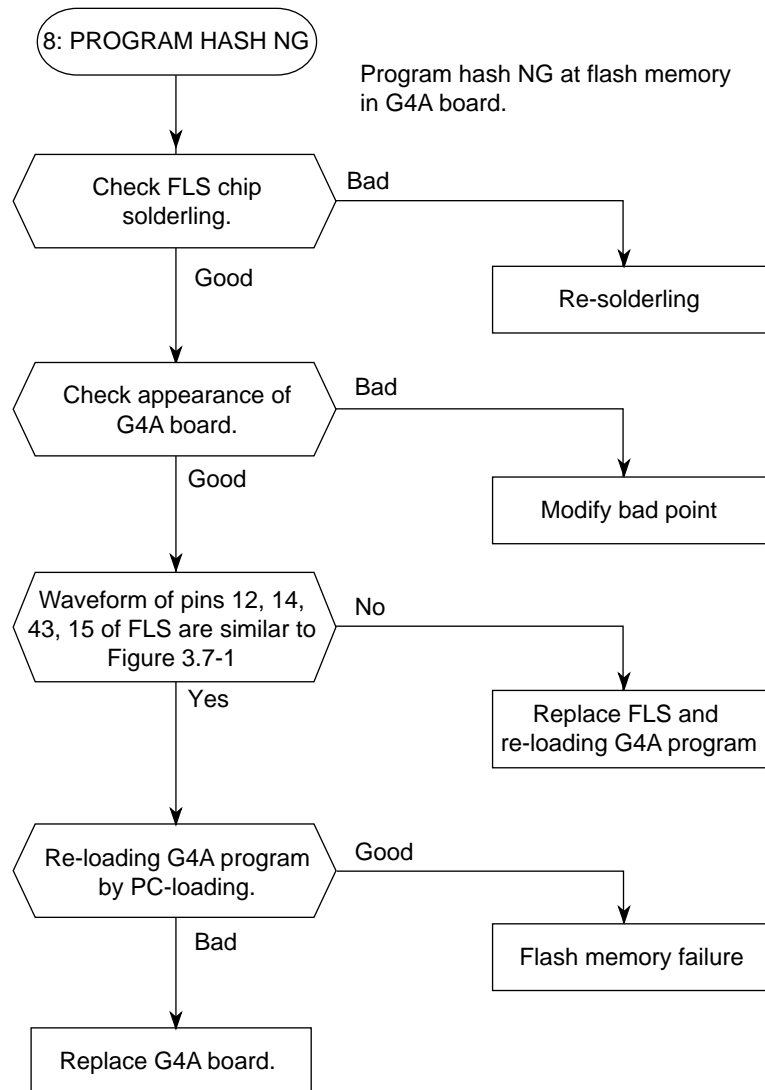 8: PROGRAM HASH NG
Program hash NG at flash memory
in G4A board.
Check FLS chip
solderling.
Bad
Good
Re-solderling
Check appearance of
G4A board.
Bad
Good
Modify bad point
Waveform of pins 12, 14,
43, 15 of FLS are similar to
Figure 3.7-1
No
Yes
Replace FLS and
re-loading G4A program
Re-loading G4A program
by PC-loading.
Good
Bad
Flash memory failure
Replace G4A board.